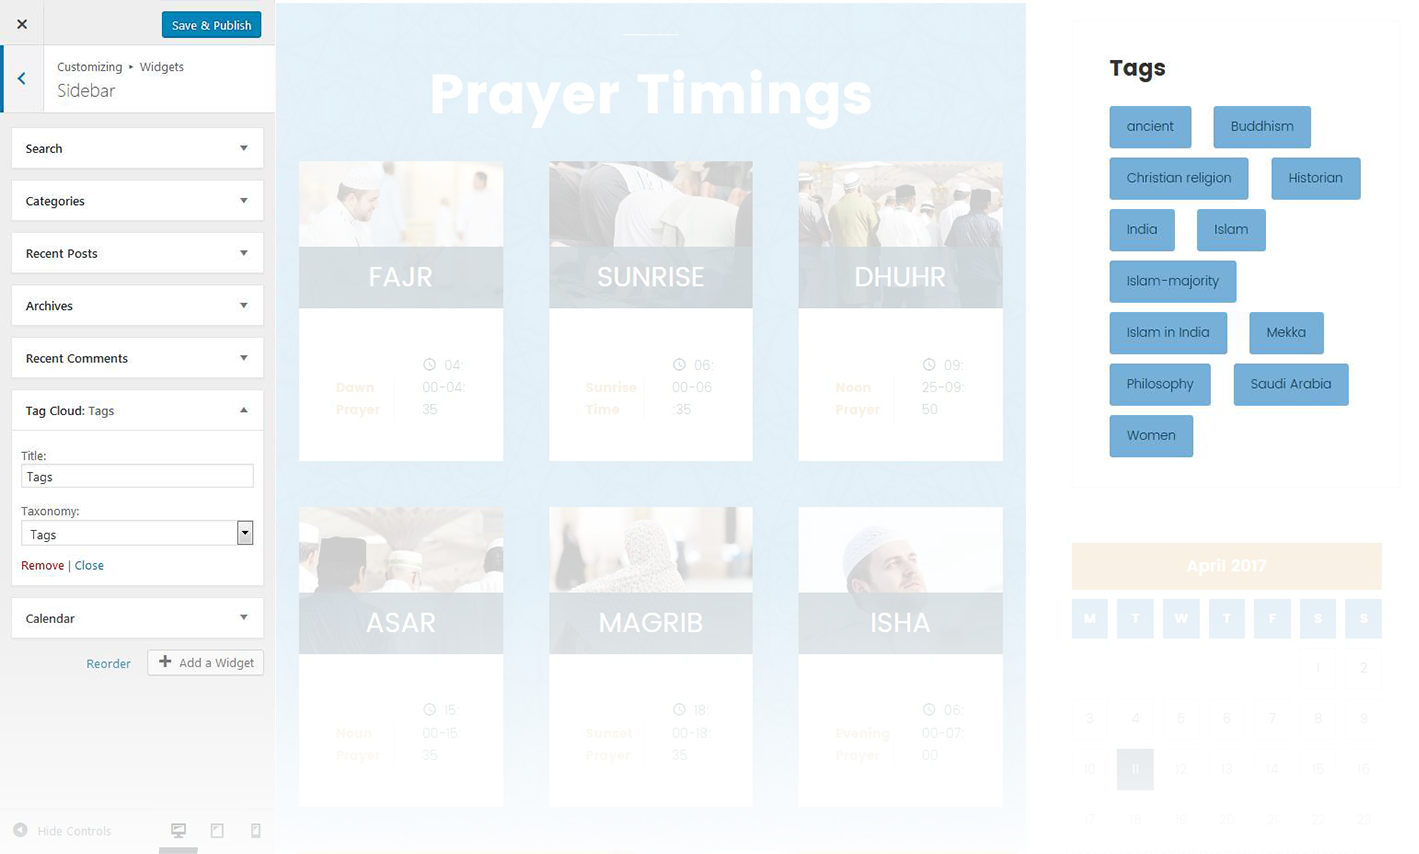 Save & Publish
Customizing ▸ Widgets
Sidebar
Search
Categories
Recent Posts
Archives
Recent Comments
Tag Cloud: Tags
Title:
Tags
Taxonomy:
Tags
Remove | Close
Calendar
Reorder
Add a Widget
Hide Controls
Prayer Timings
FAJR
Dawn
Prayer
04:
00-04:
35
SUNRISE
Sunrise
Time
06:
00-06
:35
DHUHR
Noon
Prayer
09:
25-09:
50
ASAR
Noun
Prayer
15:
00-15:
35
MAGRIB
Sunset
Prayer
18:
00-18:
35
ISHA
Evening
Prayer
06:
00-07:
00
Tags
ancient Buddhism
Christian religion Historian
India Islam
Islam-majority
Islam in India Mekka
Philosophy Saudi Arabia
Women
April 2017
M T W T F S S
1 2
3 4 5 6 7 8 9
10 11 12 13 14 15 16
17 18 19 20 21 22 23